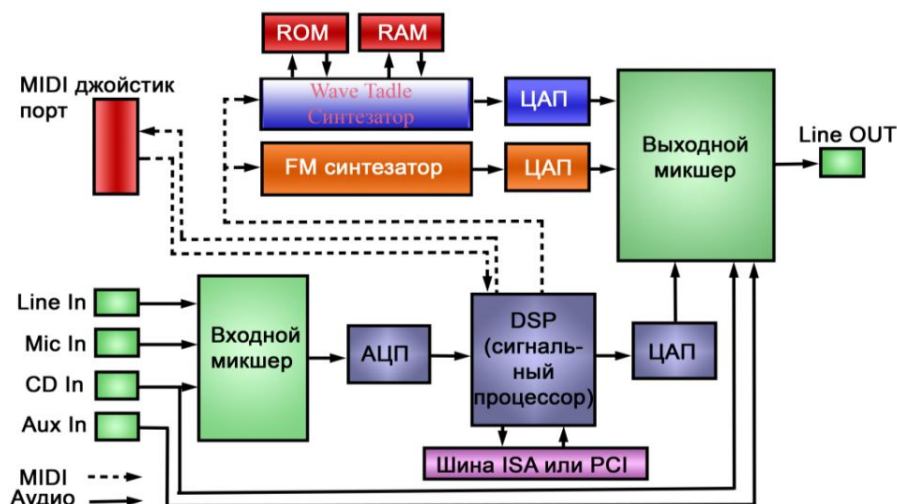 ROM
RAM
MIDI джойстик
порт
Wave Tadle
Синтезатор
ЦАП
FM синтезатор
ЦАП
Выходной
микшер
Line OUT
Line In
Mic In
CD In
Aux In
Входной
микшер
АЦП
DSP
(сигналь-
ный
процессор)
ЦАП
Шина ISA или PCI
MIDI
Аудио